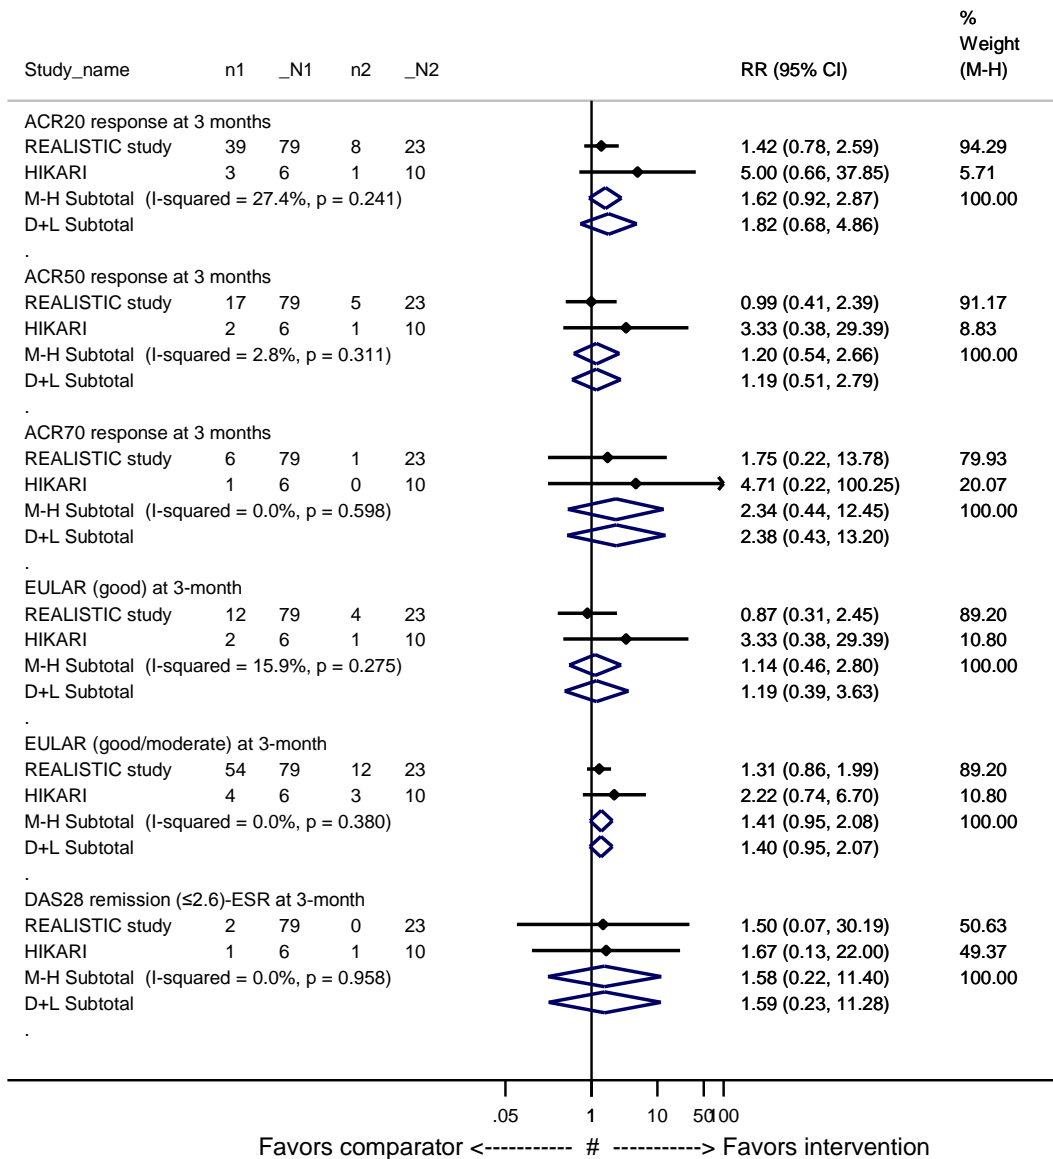 %
Weight
Study_name n1 _N1 n2 _N2 RR (95% CI) (M-H)
ACR20 response at 3 months
REALISTIC study 39 79 8 23 1.42 (0.78, 2.59) 94.29
HIKARI 3 6 1 10 5.00 (0.66, 37.85) 5.71
M-H Subtotal (I-squared = 27.4%, p = 0.241) 1.62 (0.92, 2.87) 100.00
D+L Subtotal 1.82 (0.68, 4.86)
.
ACR50 response at 3 months
REALISTIC study 17 79 5 23 0.99 (0.41, 2.39) 91.17
HIKARI 2 6 1 10 3.33 (0.38, 29.39) 8.83
M-H Subtotal (I-squared = 2.8%, p = 0.311) 1.20 (0.54, 2.66) 100.00
D+L Subtotal 1.19 (0.51, 2.79)
.
ACR70 response at 3 months
REALISTIC study 6 79 1 23 1.75 (0.22, 13.78) 79.93
HIKARI 1 6 0 10 4.71 (0.22, 100.25) 20.07
M-H Subtotal (I-squared = 0.0%, p = 0.598) 2.34 (0.44, 12.45) 100.00
D+L Subtotal 2.38 (0.43, 13.20)
.
EULAR (good) at 3-month
REALISTIC study 12 79 4 23 0.87 (0.31, 2.45) 89.20
HIKARI 2 6 1 10 3.33 (0.38, 29.39) 10.80
M-H Subtotal (I-squared = 15.9%, p = 0.275) 1.14 (0.46, 2.80) 100.00
D+L Subtotal 1.19 (0.39, 3.63)
.
EULAR (good/moderate) at 3-month
REALISTIC study 54 79 12 23 1.31 (0.86, 1.99) 89.20
HIKARI 4 6 3 10 2.22 (0.74, 6.70) 10.80
M-H Subtotal (I-squared = 0.0%, p = 0.380) 1.41 (0.95, 2.08) 100.00
D+L Subtotal 1.40 (0.95, 2.07)
.
DAS28 remission (≤2.6)-ESR at 3-month
REALISTIC study 2 79 0 23 1.50 (0.07, 30.19) 50.63
HIKARI 1 6 1 10 1.67 (0.13, 22.00) 49.37
M-H Subtotal (I-squared = 0.0%, p = 0.958) 1.58 (0.22, 11.40) 100.00
D+L Subtotal 1.59 (0.23, 11.28)
.
.05 1 10 50 100
Favors comparator <----------- # -----------> Favors intervention